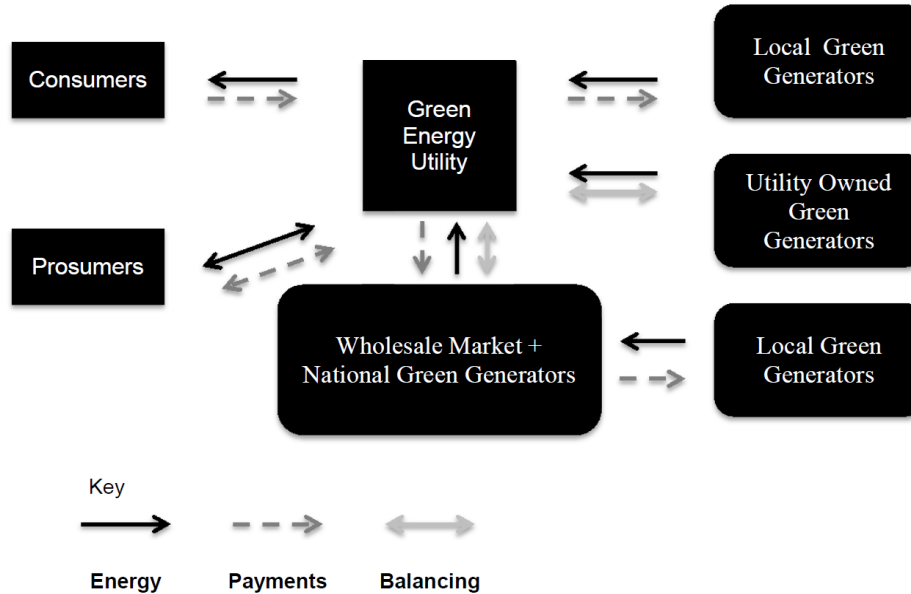 Consumers
Green
Energy
Utility
Local Green
Generators
Utility Owned
Green
Generators
Prosumers
Wholesale Market +
National Green Generators
Local Green
Generators
Key
Energy
Payments
Balancing